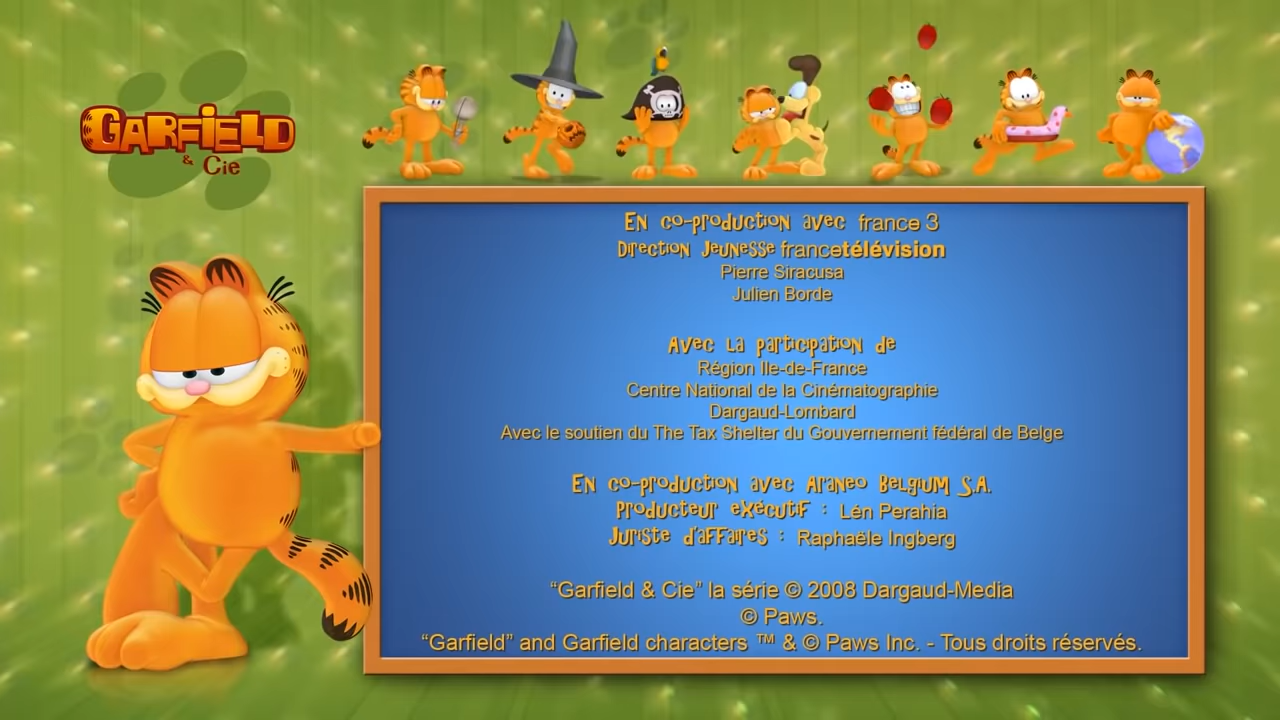 GARFIELD
& Cie
En co-production avec france 3
Direction Jeunesse francetélévision
Pierre Siracusa
Julien Borde
Avec la participation de
Région Ile-de-France
Centre National de la Cinématographie
Dargaud-Lombard
Avec le soutien du The Tax Shelter du Gouvernement fédéral de Belge
En co-production avec Araneo Belgium S.A.
Producteur exécutif : Lén Perahia
Juriste d'affaires : Raphaële Ingberg
“Garfield & Cie” la série © 2008 Dargaud-Media
© Paws.
“Garfield” and Garfield characters ™ & © Paws Inc. - Tous droits réservés.